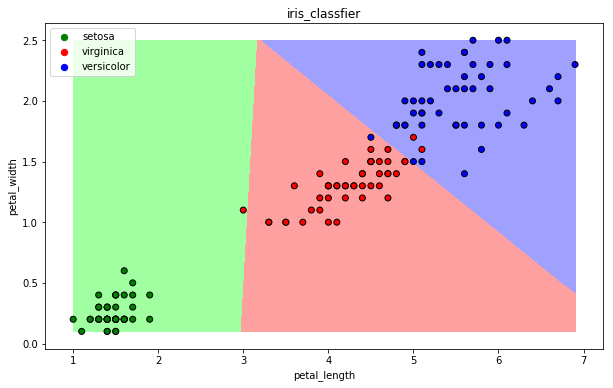 iris_classfier
setosa
virginica
versicolor
2.5
2.0
1.5
1.0
0.5
0.0
petal_width
1
2
3
4
5
6
7
petal_length